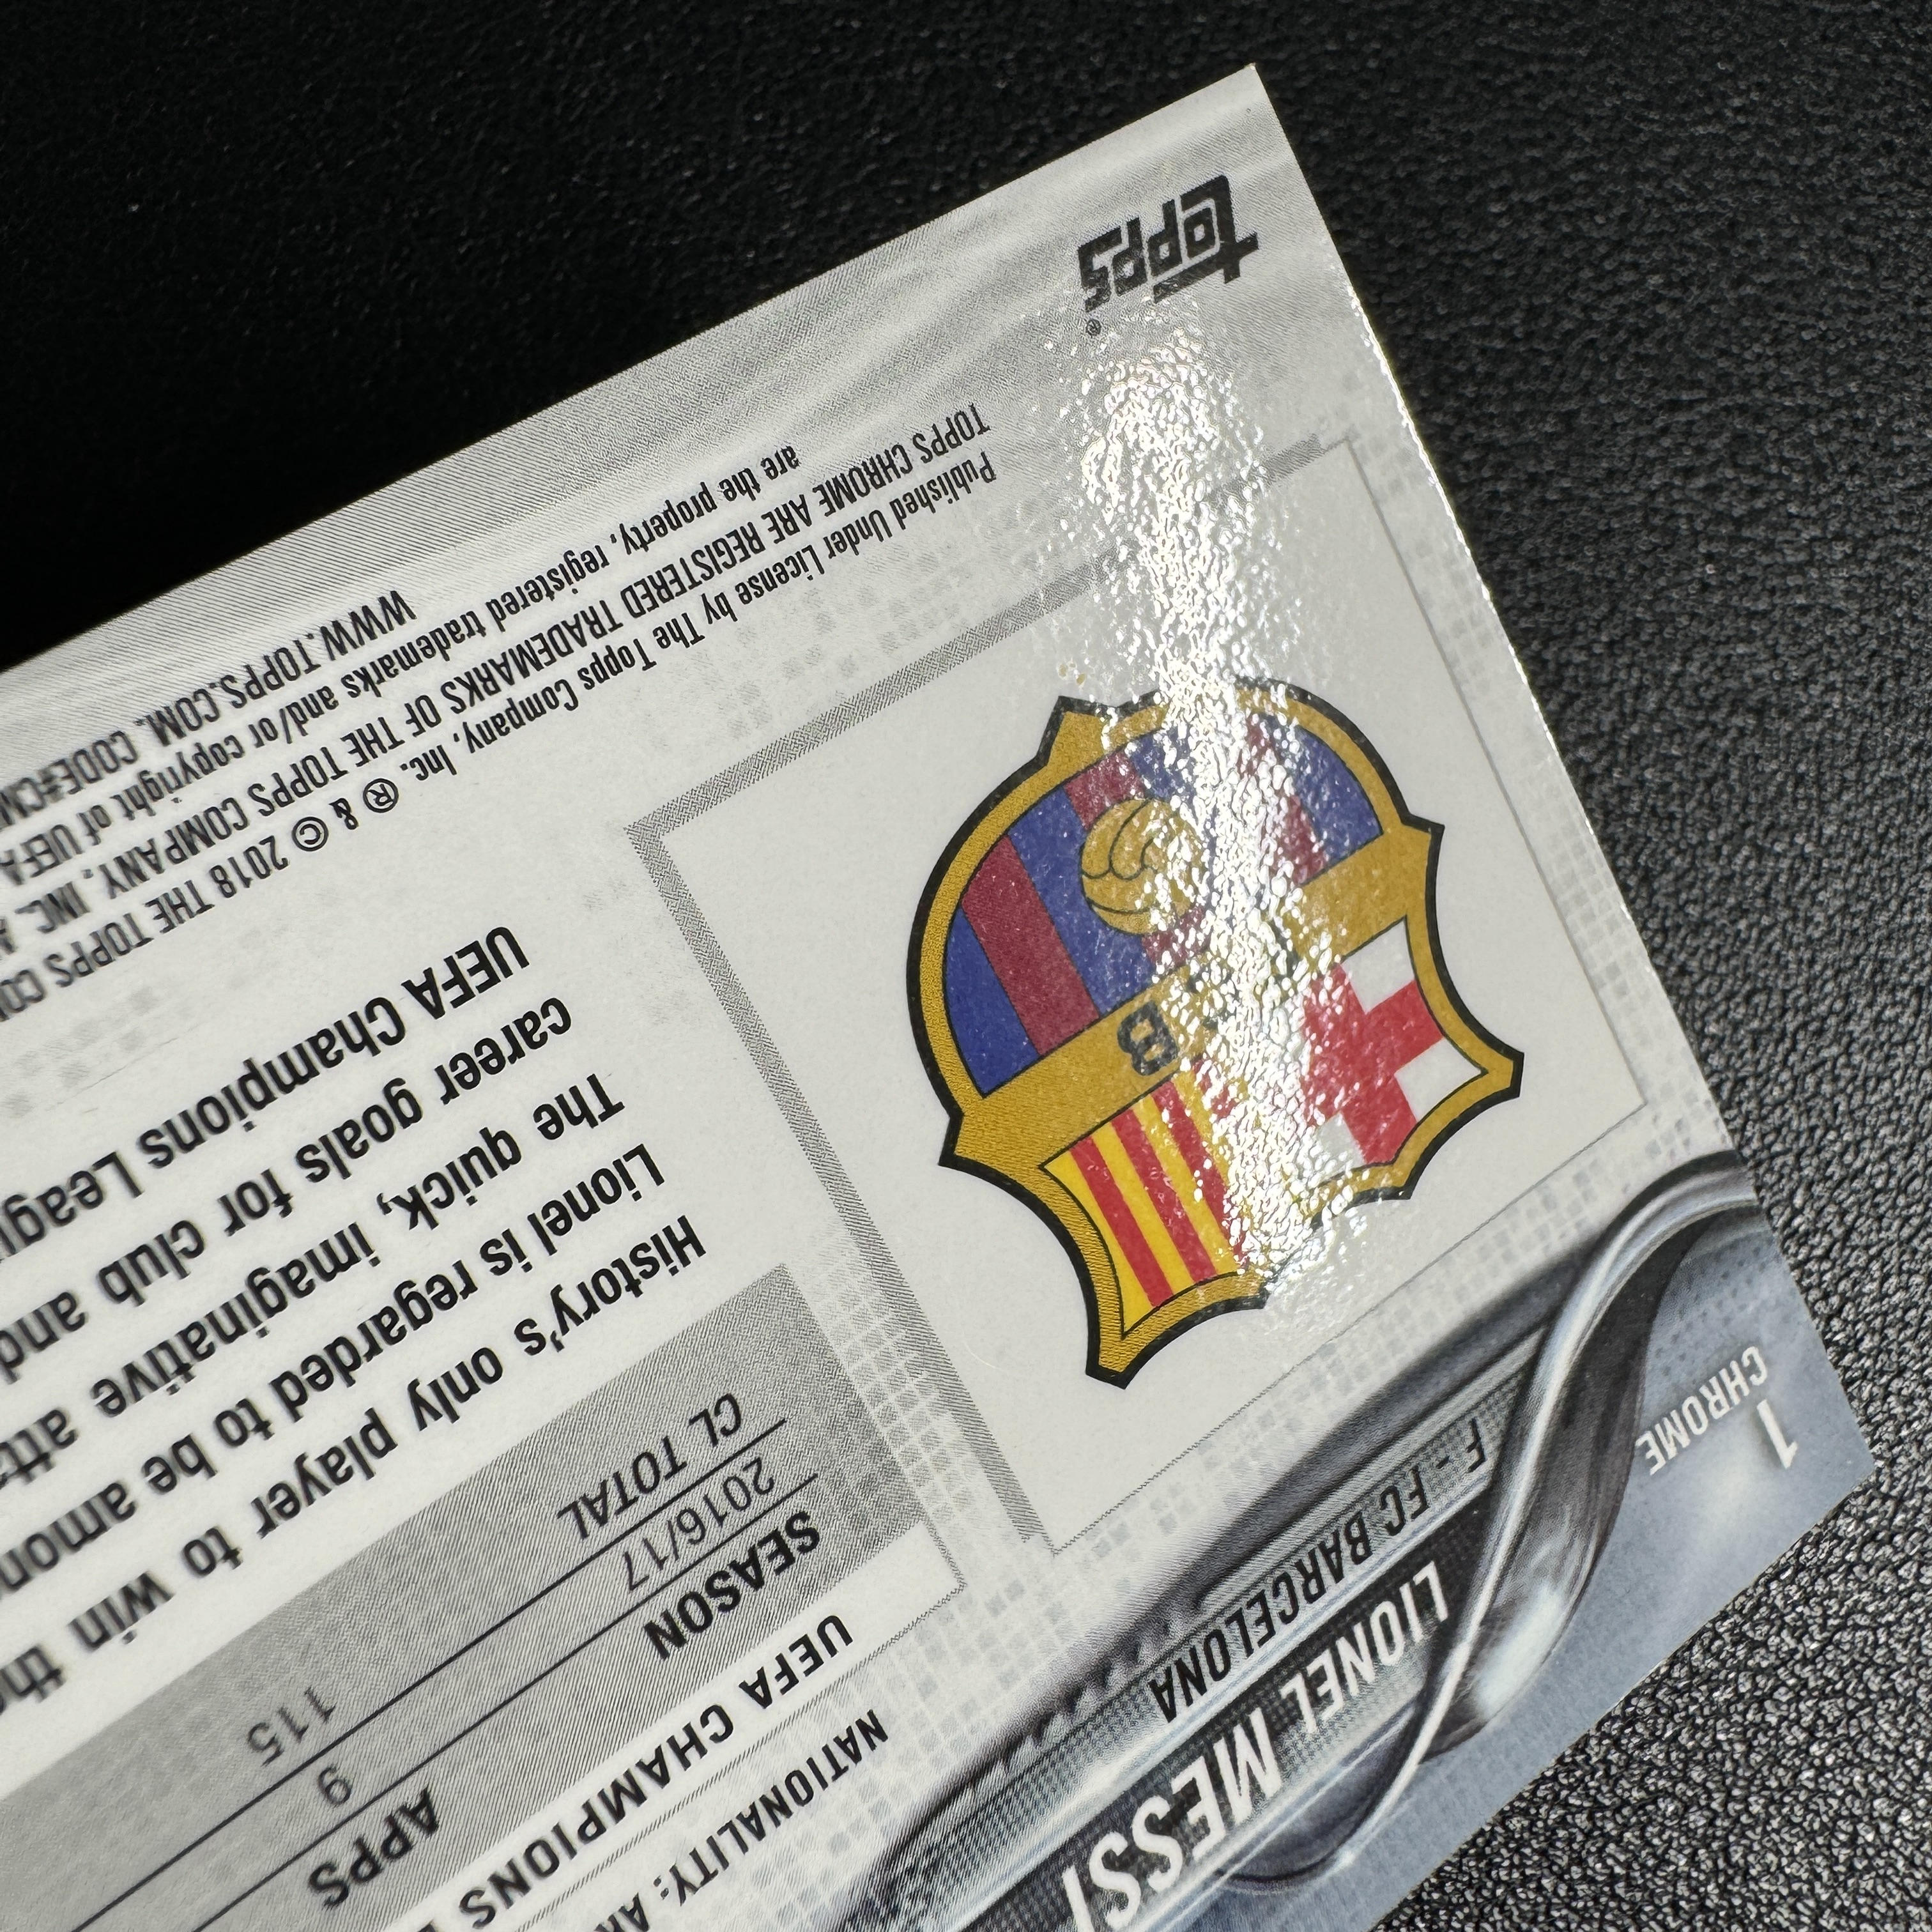 1
CHROME
LIONEL MESSI
F - FC BARCELONA
B
NATIONALITY:
UEFA CHAMPIONS
SEASON APPS
2016/17 9
CL TOTAL 115
History's only player to win the
Lionel is regarded to be
The quick, imaginative
career goals for club and
UEFA Champions
© 2018 THE TOPPS
Published Under License by The Topps Company, Inc. ® & ©
TOPPS CHROME ARE REGISTERED TRADEMARKS OF THE TOPPS COMPANY, INC.
are the property, registered trademarks and/or copyright of UEFA
WWW.TOPPS.COM.
topps®